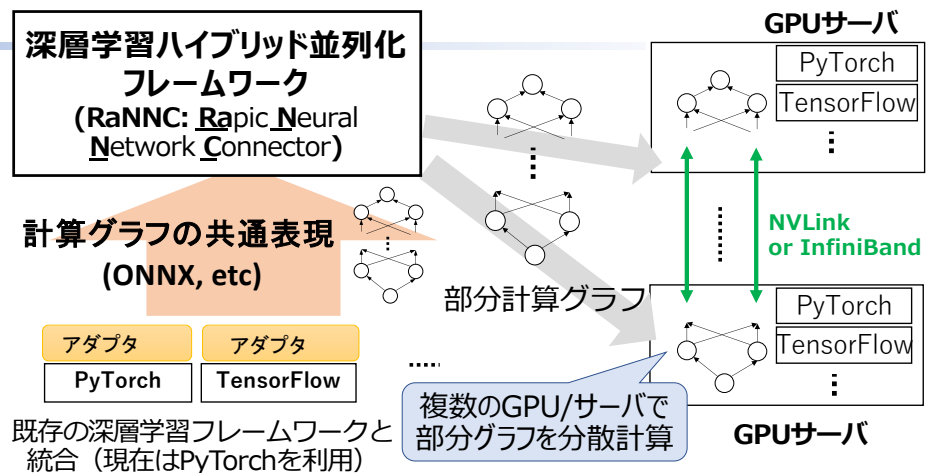 深層学習ハイブリッド並列化
フレームワーク
(RaNNC: Rapic Neural
Network Connector)
計算グラフの共通表現
(ONNX, etc)
アダプタ
アダプタ
PyTorch
TensorFlow
……
既存の深層学習フレームワークと
統合（現在はPyTorchを利用）
部分計算グラフ
複数のGPU/サーバで
部分グラフを分散計算
GPUサーバ
PyTorch
TensorFlow
NVLink
or InfiniBand
PyTorch
TensorFlow
GPUサーバ